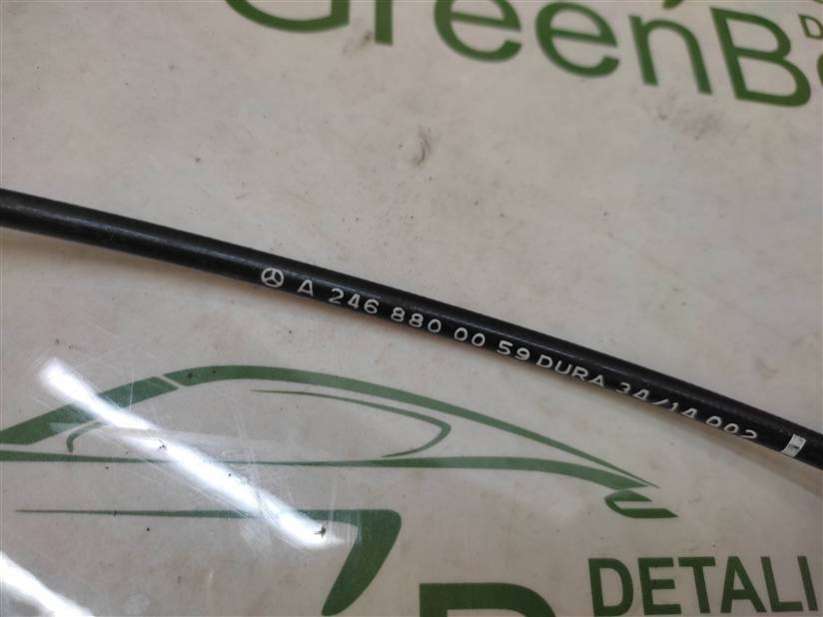 GreenB
A 246 880 00 59 DURA 34/14 002
DETALI